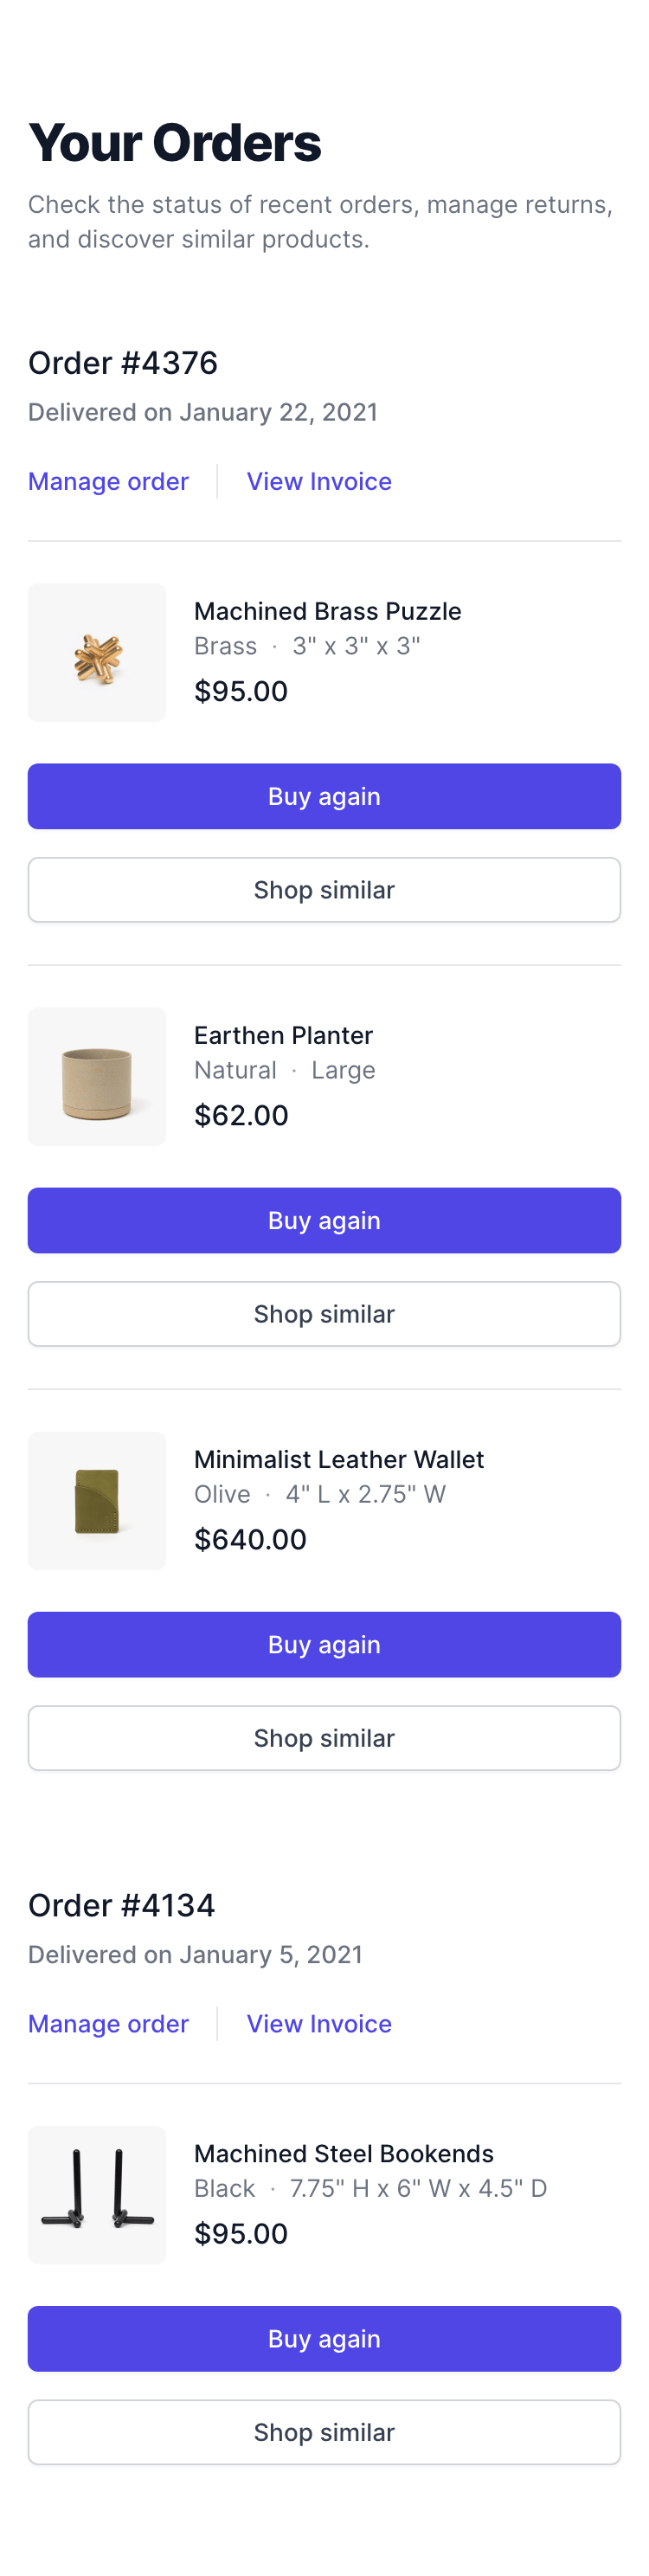 Your Orders
Check the status of recent orders, manage returns,
and discover similar products.
Order #4376
Delivered on January 22, 2021
Manage order View Invoice
Machined Brass Puzzle
Brass · 3" x 3" x 3"
$95.00
Buy again
Shop similar
Earthen Planter
Natural · Large
$62.00
Buy again
Shop similar
Minimalist Leather Wallet
Olive · 4" L x 2.75" W
$640.00
Buy again
Shop similar
Order #4134
Delivered on January 5, 2021
Manage order View Invoice
Machined Steel Bookends
Black · 7.75" H x 6" W x 4.5" D
$95.00
Buy again
Shop similar